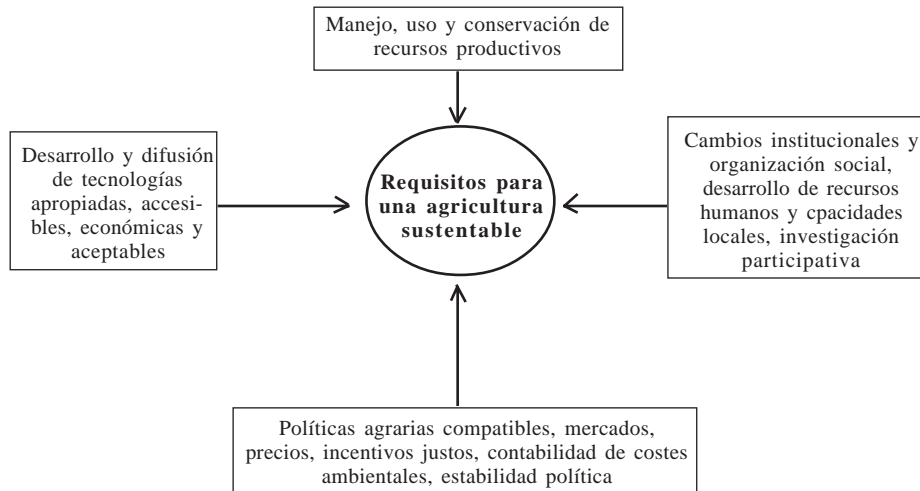 Manejo, uso y conservación de
recursos productivos
Desarrollo y difusión
de tecnologías
apropiadas, accesi-
bles, económicas y
aceptables
Requisitos para
una agricultura
sustentable
Cambios institucionales y
organización social,
desarrollo de recursos
humanos y cpacidades
locales, investigación
participativa
Políticas agrarias compatibles, mercados,
precios, incentivos justos, contabilidad de costes
ambientales, estabilidad política